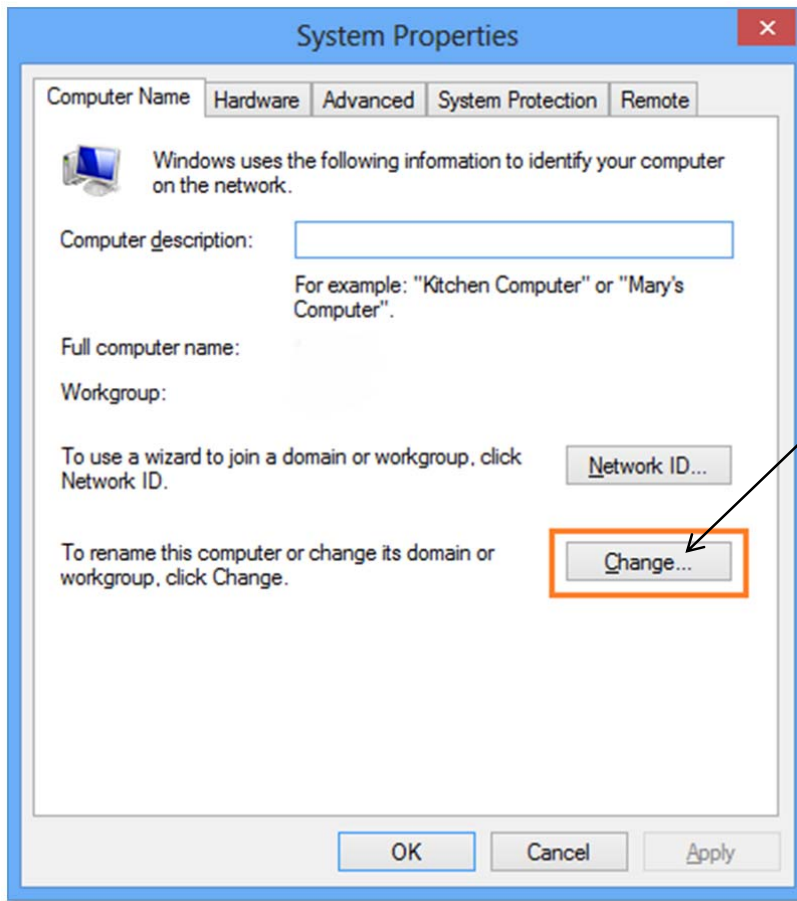 System Properties
Computer Name Hardware Advanced System Protection Remote
Windows uses the following information to identify your computer
on the network.
Computer description:
For example: "Kitchen Computer" or "Mary's
Computer".
Full computer name:
Workgroup:
To use a wizard to join a domain or workgroup, click
Network ID.
Network ID...
To rename this computer or change its domain or
workgroup, click Change.
Change...
OK Cancel Apply